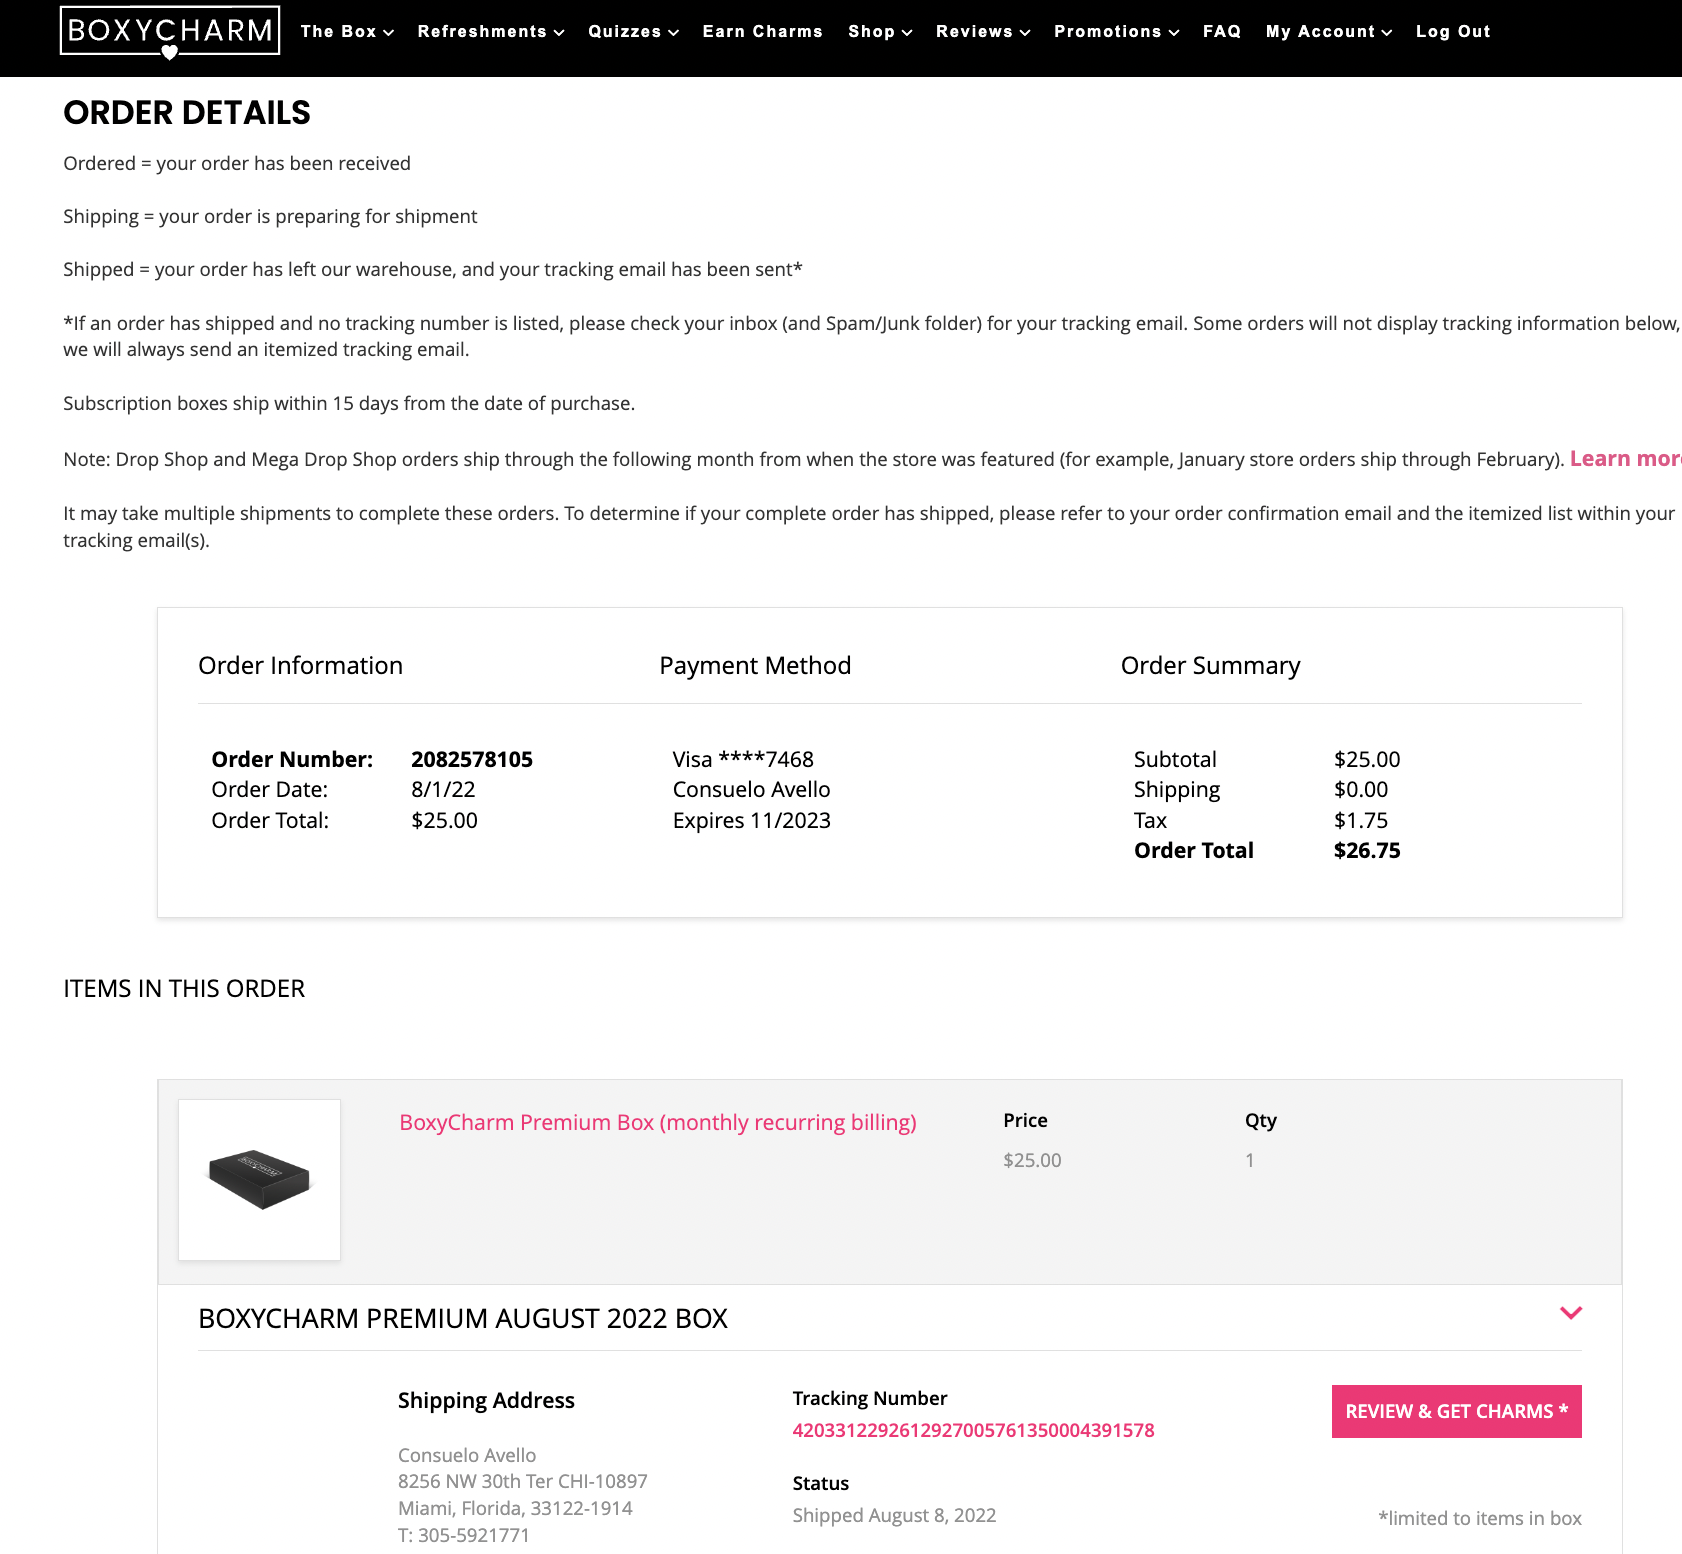 BOXYCHARM The Box Refreshments Quizzes Earn Charms Shop Reviews Promotions FAQ My Account Log Out
ORDER DETAILS
Ordered = your order has been received
Shipping = your order is preparing for shipment
Shipped = your order has left our warehouse, and your tracking email has been sent*
*If an order has shipped and no tracking number is listed, please check your inbox (and Spam/Junk folder) for your tracking email. Some orders will not display tracking information below,
we will always send an itemized tracking email.
Subscription boxes ship within 15 days from the date of purchase.
Note: Drop Shop and Mega Drop Shop orders ship through the following month from when the store was featured (for example, January store orders ship through February). Learn more
It may take multiple shipments to complete these orders. To determine if your complete order has shipped, please refer to your order confirmation email and the itemized list within your
tracking email(s).
Order Information Payment Method Order Summary
Order Number: 2082578105 Visa ****7468 Subtotal $25.00
Order Date: 8/1/22 Consuelo Avello Shipping $0.00
Order Total: $25.00 Expires 11/2023 Tax $1.75
Order Total $26.75
ITEMS IN THIS ORDER
BOXYCHARM
BoxyCharm Premium Box (monthly recurring billing) Price Qty
$25.00 1
BOXYCHARM PREMIUM AUGUST 2022 BOX
Shipping Address
Consuelo Avello
8256 NW 30th Ter CHI-10897
Miami, Florida, 33122-1914
T: 305-5921771
Tracking Number
4203312292612927005761350004391578
Status
Shipped August 8, 2022
REVIEW & GET CHARMS *
*limited to items in box